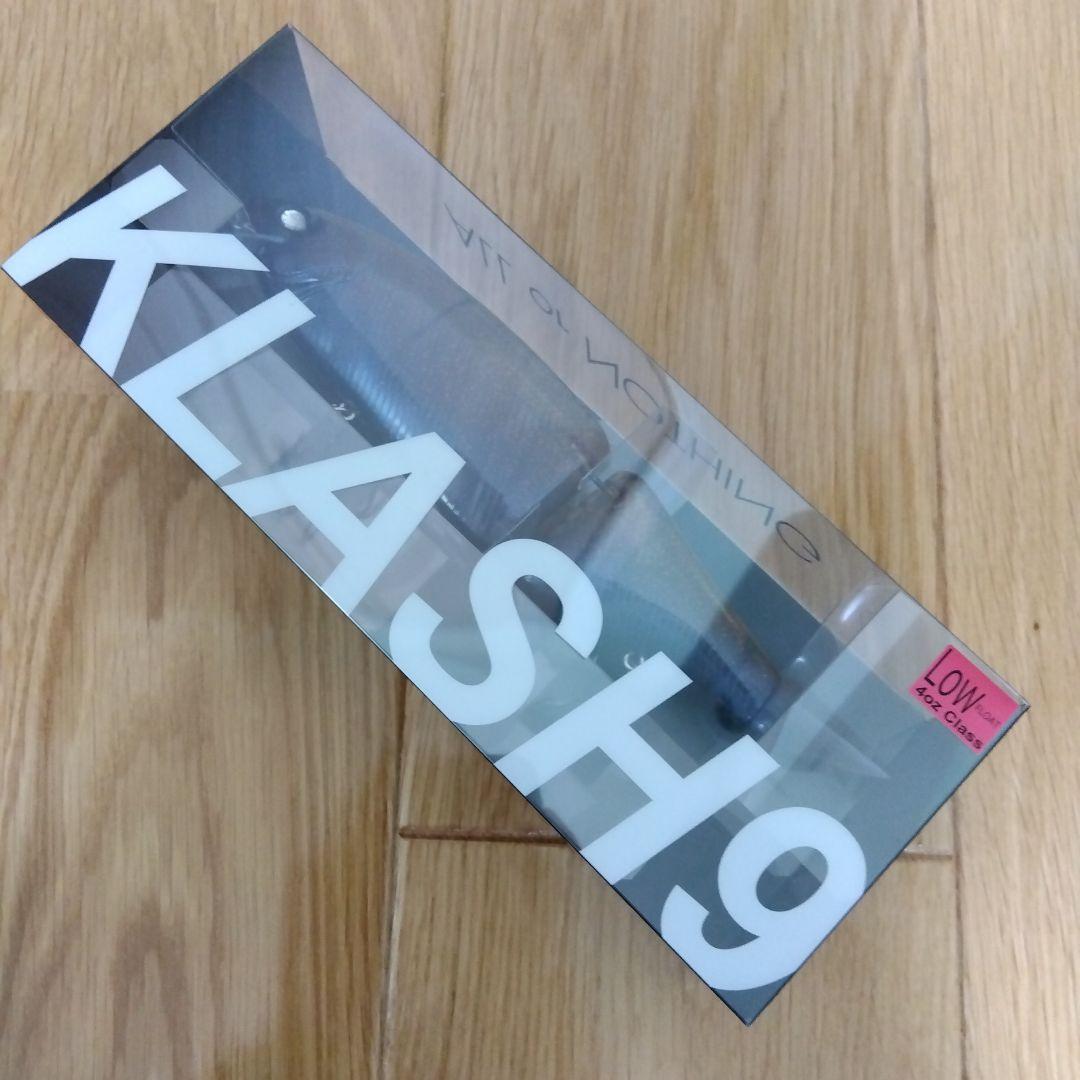 KLASH9
ALL or NOTHING
LOW FLOAT
4oz Class